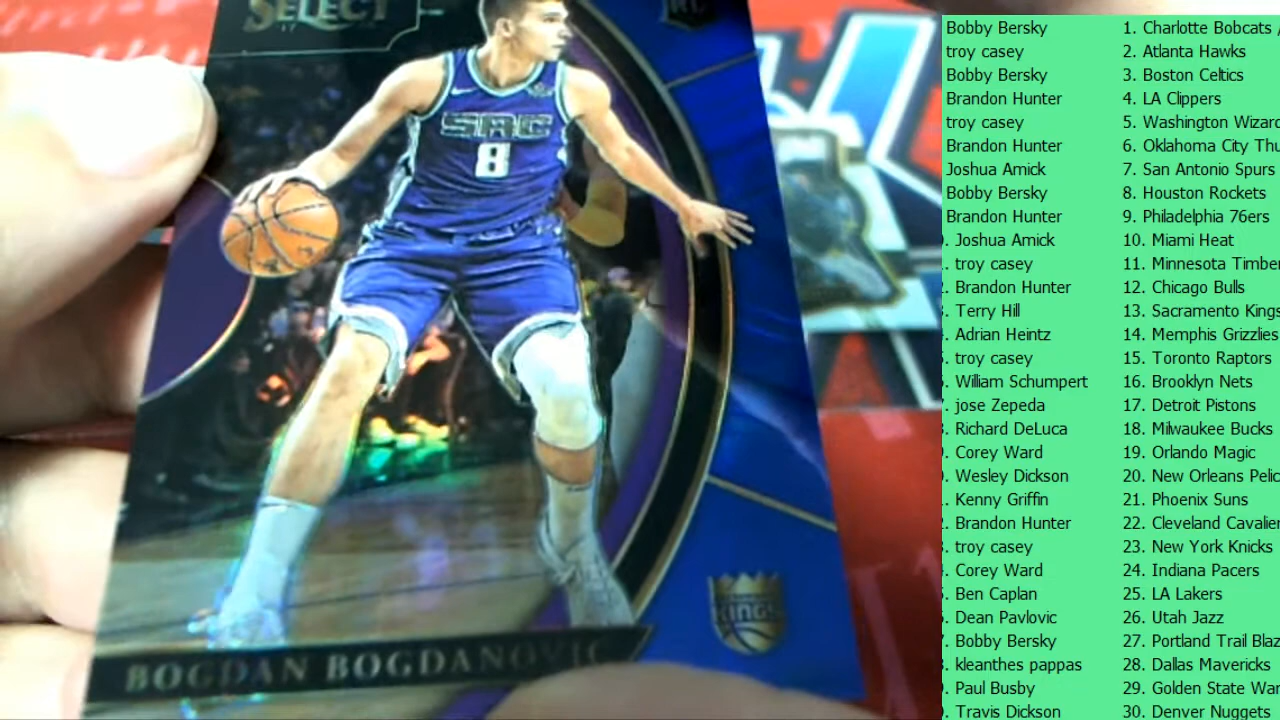 SELECT
RC
SAC
8
KINGS
BOGDAN BOGDANOVIC
Bobby Bersky 1. Charlotte Bobcats /
troy casey 2. Atlanta Hawks
Bobby Bersky 3. Boston Celtics
Brandon Hunter 4. LA Clippers
troy casey 5. Washington Wizard
Brandon Hunter 6. Oklahoma City Thu
Joshua Amick 7. San Antonio Spurs
Bobby Bersky 8. Houston Rockets
Brandon Hunter 9. Philadelphia 76ers
. Joshua Amick 10. Miami Heat
. troy casey 11. Minnesota Timber
. Brandon Hunter 12. Chicago Bulls
. Terry Hill 13. Sacramento Kings
. Adrian Heintz 14. Memphis Grizzlies
. troy casey 15. Toronto Raptors
. William Schumpert 16. Brooklyn Nets
. jose Zepeda 17. Detroit Pistons
. Richard DeLuca 18. Milwaukee Bucks
. Corey Ward 19. Orlando Magic
. Wesley Dickson 20. New Orleans Pelic
. Kenny Griffin 21. Phoenix Suns
. Brandon Hunter 22. Cleveland Cavalier
. troy casey 23. New York Knicks
. Corey Ward 24. Indiana Pacers
. Ben Caplan 25. LA Lakers
. Dean Pavlovic 26. Utah Jazz
. Bobby Bersky 27. Portland Trail Blaz
. kleanthes pappas 28. Dallas Mavericks
. Paul Busby 29. Golden State War
. Travis Dickson 30. Denver Nuggets